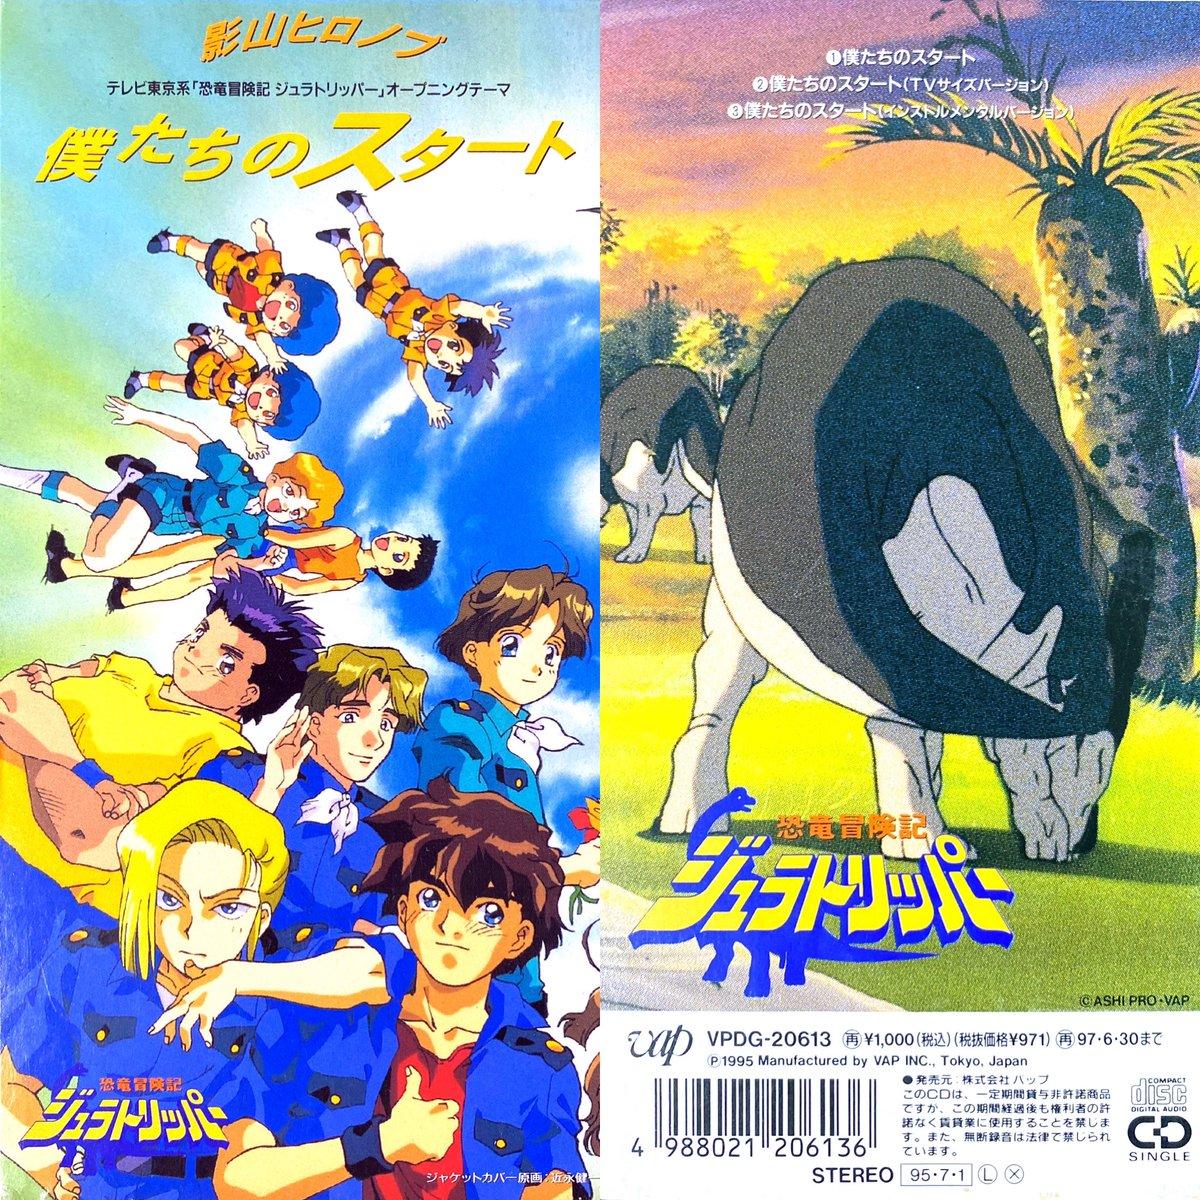 影山ヒロノブ
テレビ東京系「恐竜冒険記 ジュラトリッパー」オープニングテーマ
僕たちのスタート
恐竜冒険記
ジュラトリッパー
ジャケットカバー原画:近永健一
❶僕たちのスタート
❷僕たちのスタート(TVサイズバージョン)
❸僕たちのスタート(インストルメンタルバージョン)
恐竜冒険記
ジュラトリッパー
©ASHI PRO・VAP
vap VPDG-20613 再¥1,000(税込)(税抜価格¥971) 再97・6・30まで
Ⓟ1995 Manufactured by VAP INC., Tokyo, Japan
●発売元:株式会社バップ
このCDは、一定期間貸与非許諾商品
ですが、この期間経過後も権利者の許
諾なく賃貸業に使用することを禁じま
す。また、無断録音は法律で禁じられ
ています。
COMPACT
disc
DIGITAL AUDIO
CD
SINGLE
4 988021 206136
STEREO 95・7・1 Ⓛ ⓧ